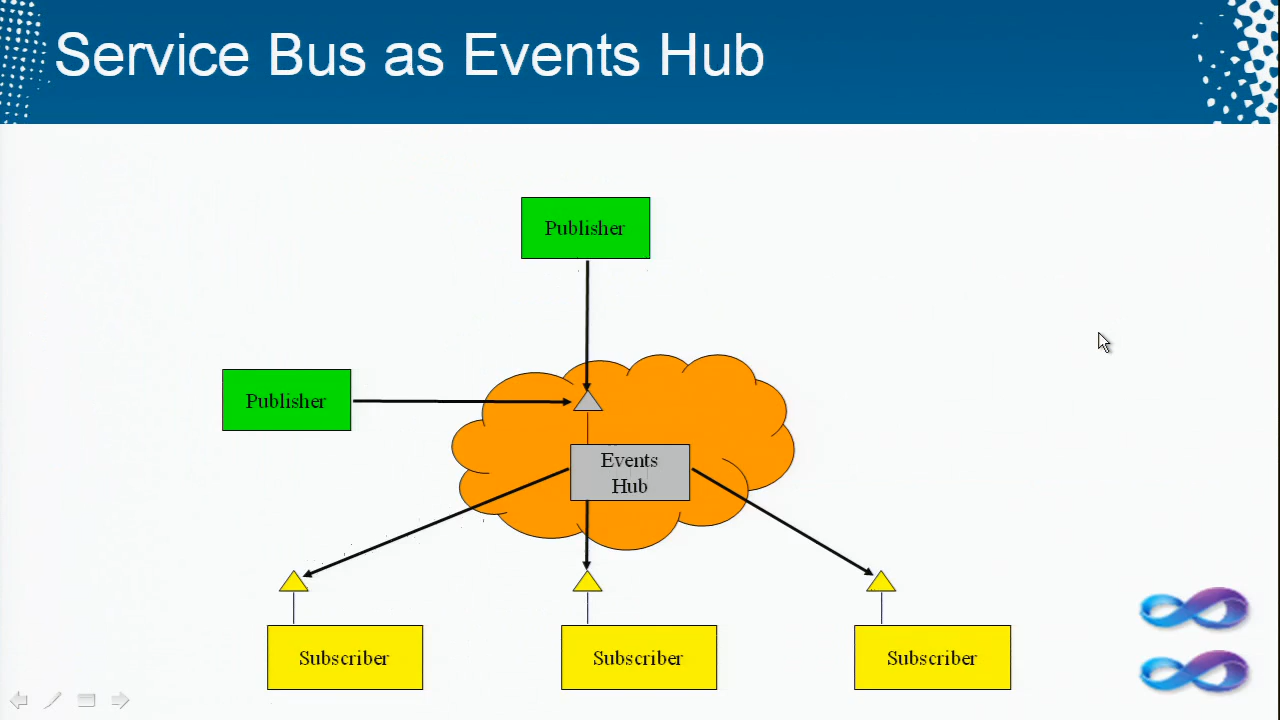 Service Bus as Events Hub
Publisher
Publisher
Events
Hub
Subscriber
Subscriber
Subscriber